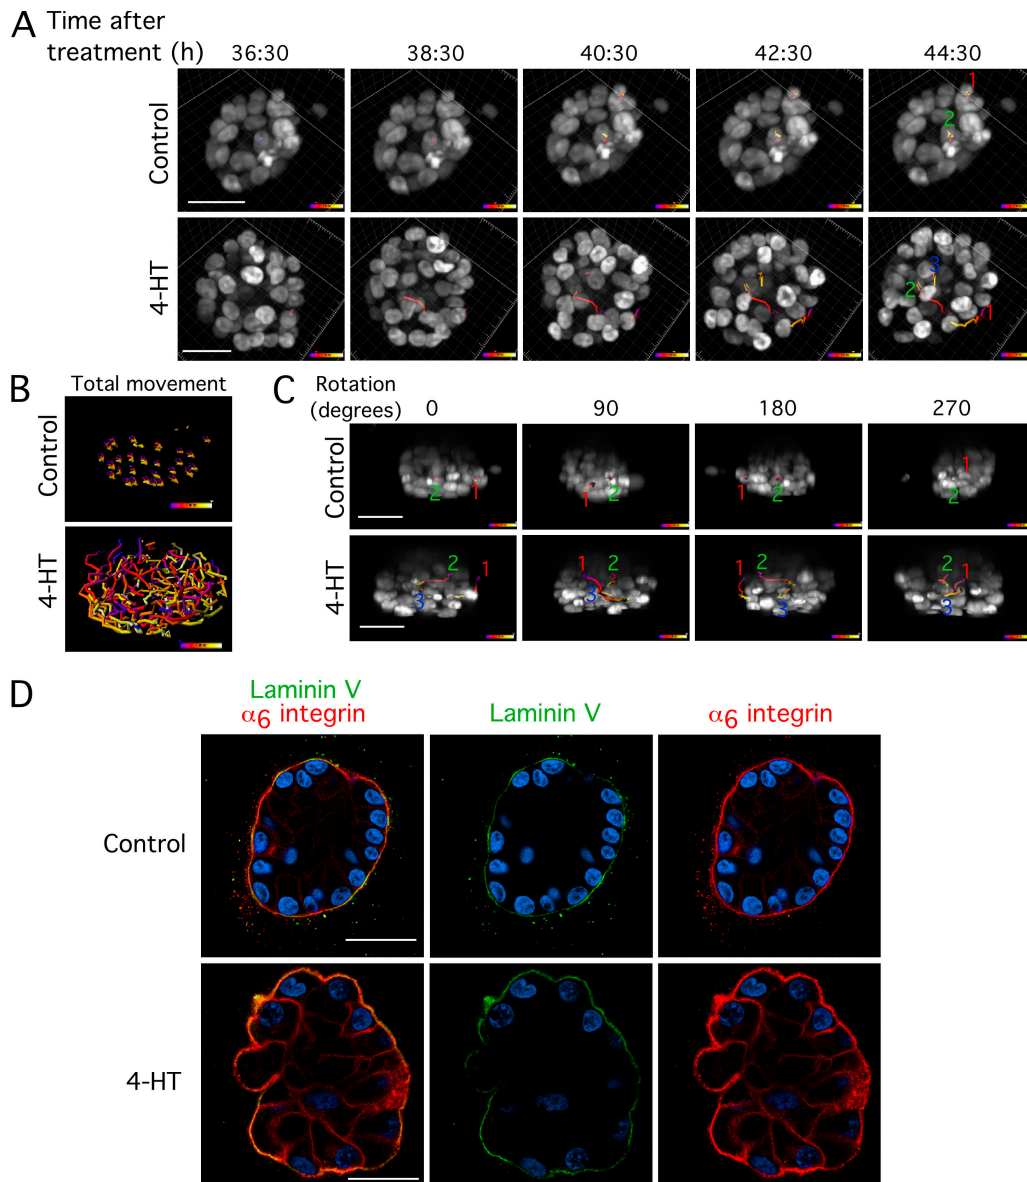 A Time after
treatment (h) 36:30 38:30 40:30 42:30 44:30
Control
1
2
4-HT
3
2
1
B Total movement
Control
4-HT
C Rotation
(degrees) 0 90 180 270
Control
2 1 1 2 1 2 1 2
4-HT
2 1 3 1 2 3 1 2 3 2 1 3
D
Laminin V
α6 integrin Laminin V α6 integrin
Control
4-HT